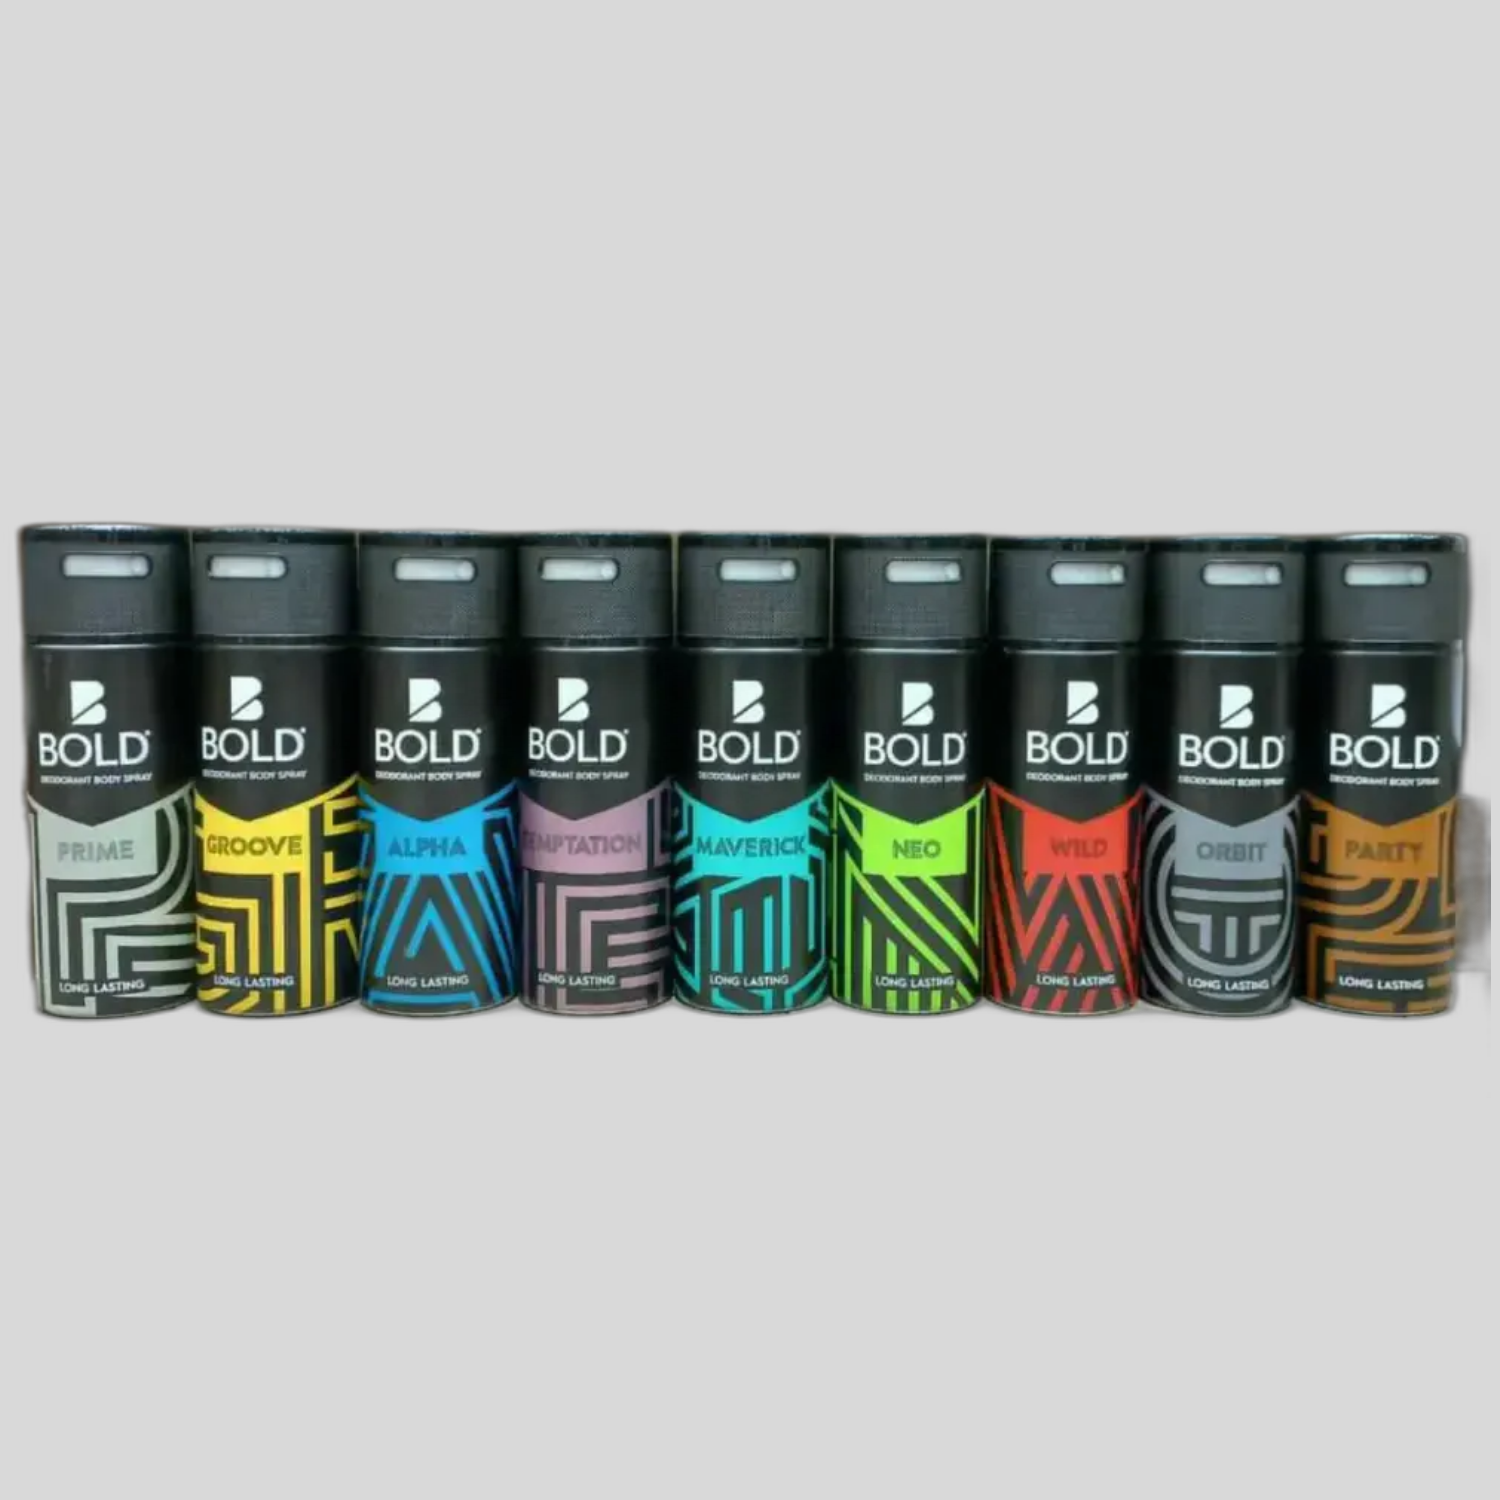 BOLD
DEODORANT BODY SPRAY
PRIME
LONG LASTING
BOLD
DEODORANT BODY SPRAY
GROOVE
LONG LASTING
BOLD
DEODORANT BODY SPRAY
ALPHA
LONG LASTING
BOLD
DEODORANT BODY SPRAY
TEMPTATION
LONG LASTING
BOLD
DEODORANT BODY SPRAY
MAVERICK
LONG LASTING
BOLD
DEODORANT BODY SPRAY
NEO
LONG LASTING
BOLD
DEODORANT BODY SPRAY
WILD
LONG LASTING
BOLD
DEODORANT BODY SPRAY
ORBIT
LONG LASTING
BOLD
DEODORANT BODY SPRAY
PARTY
LONG LASTING